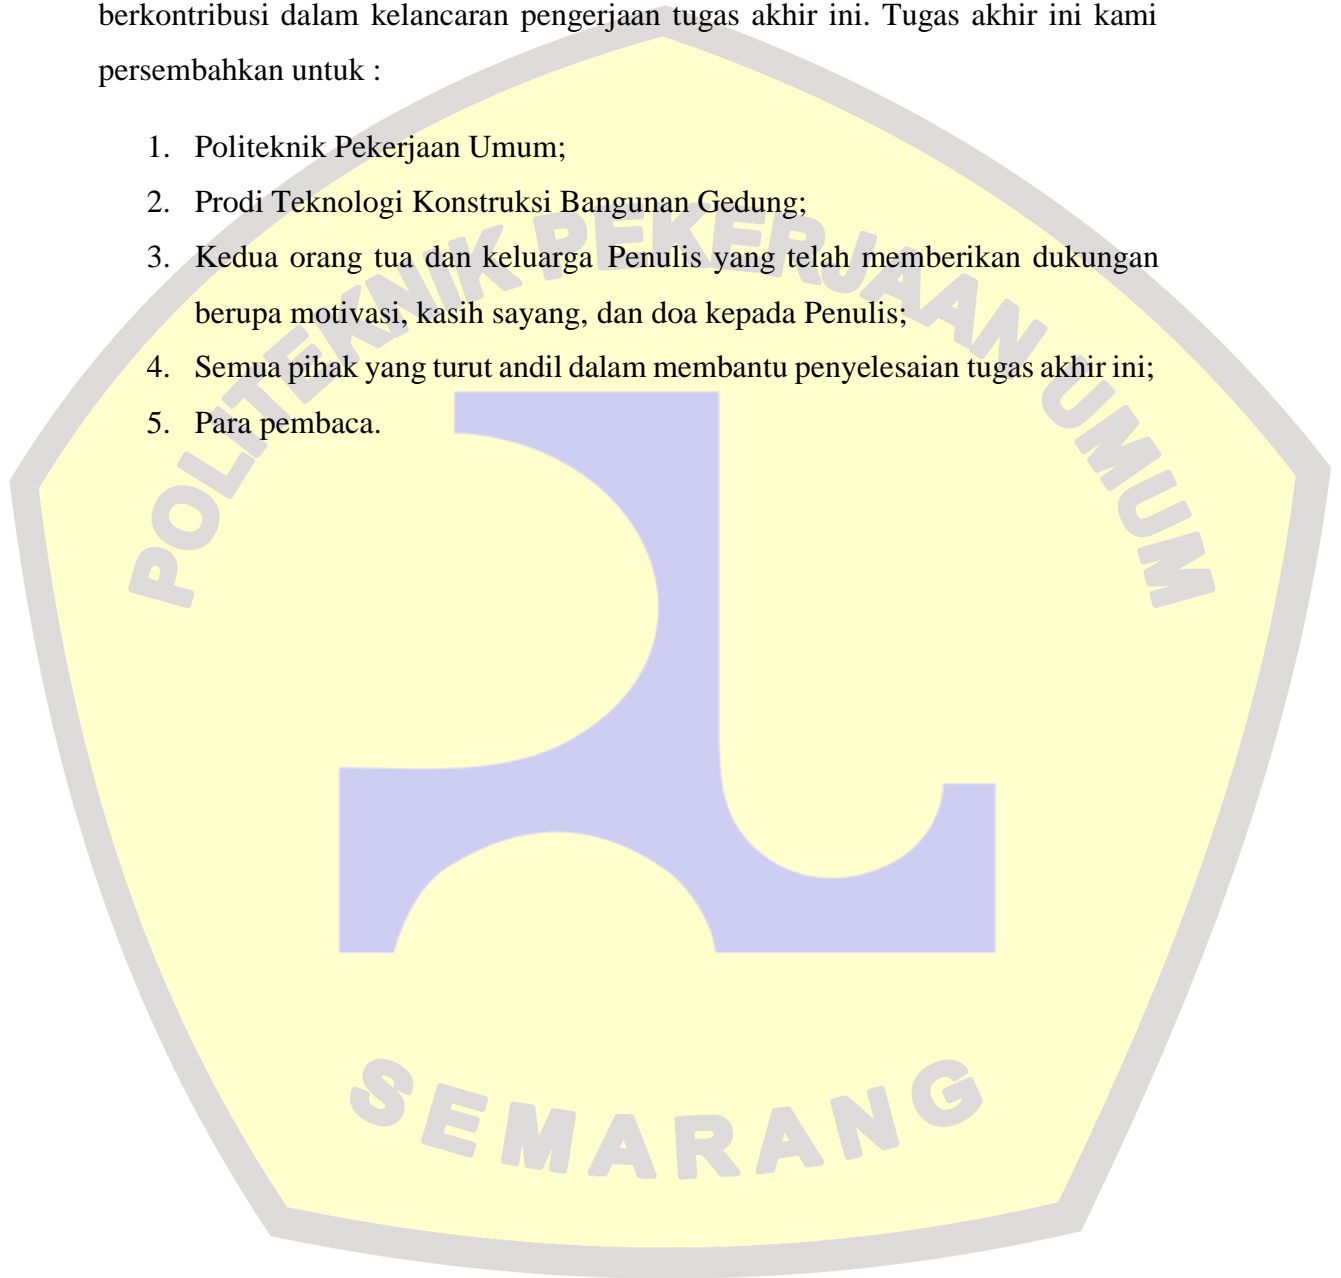 berkontribusi dalam kelancaran pengerjaan tugas akhir ini. Tugas akhir ini kami
persembahkan untuk :
1. Politeknik Pekerjaan Umum;
2. Prodi Teknologi Konstruksi Bangunan Gedung;
3. Kedua orang tua dan keluarga Penulis yang telah memberikan dukungan
berupa motivasi, kasih sayang, dan doa kepada Penulis;
4. Semua pihak yang turut andil dalam membantu penyelesaian tugas akhir ini;
5. Para pembaca.
POLITEKNIK PEKERJAAN UMUM
SEMARANG